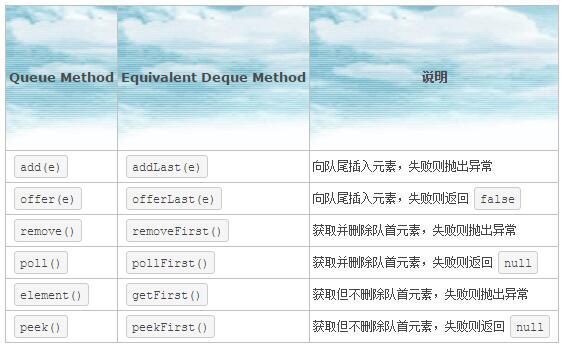 Queue Method Equivalent Deque Method 说明
add(e) addLast(e) 向队尾插入元素，失败则抛出异常
offer(e) offerLast(e) 向队尾插入元素，失败则返回 false
remove() removeFirst() 获取并删除队首元素，失败则抛出异常
poll() pollFirst() 获取并删除队首元素，失败则返回 null
element() getFirst() 获取但不删除队首元素，失败则抛出异常
peek() peekFirst() 获取但不删除队首元素，失败则返回 null